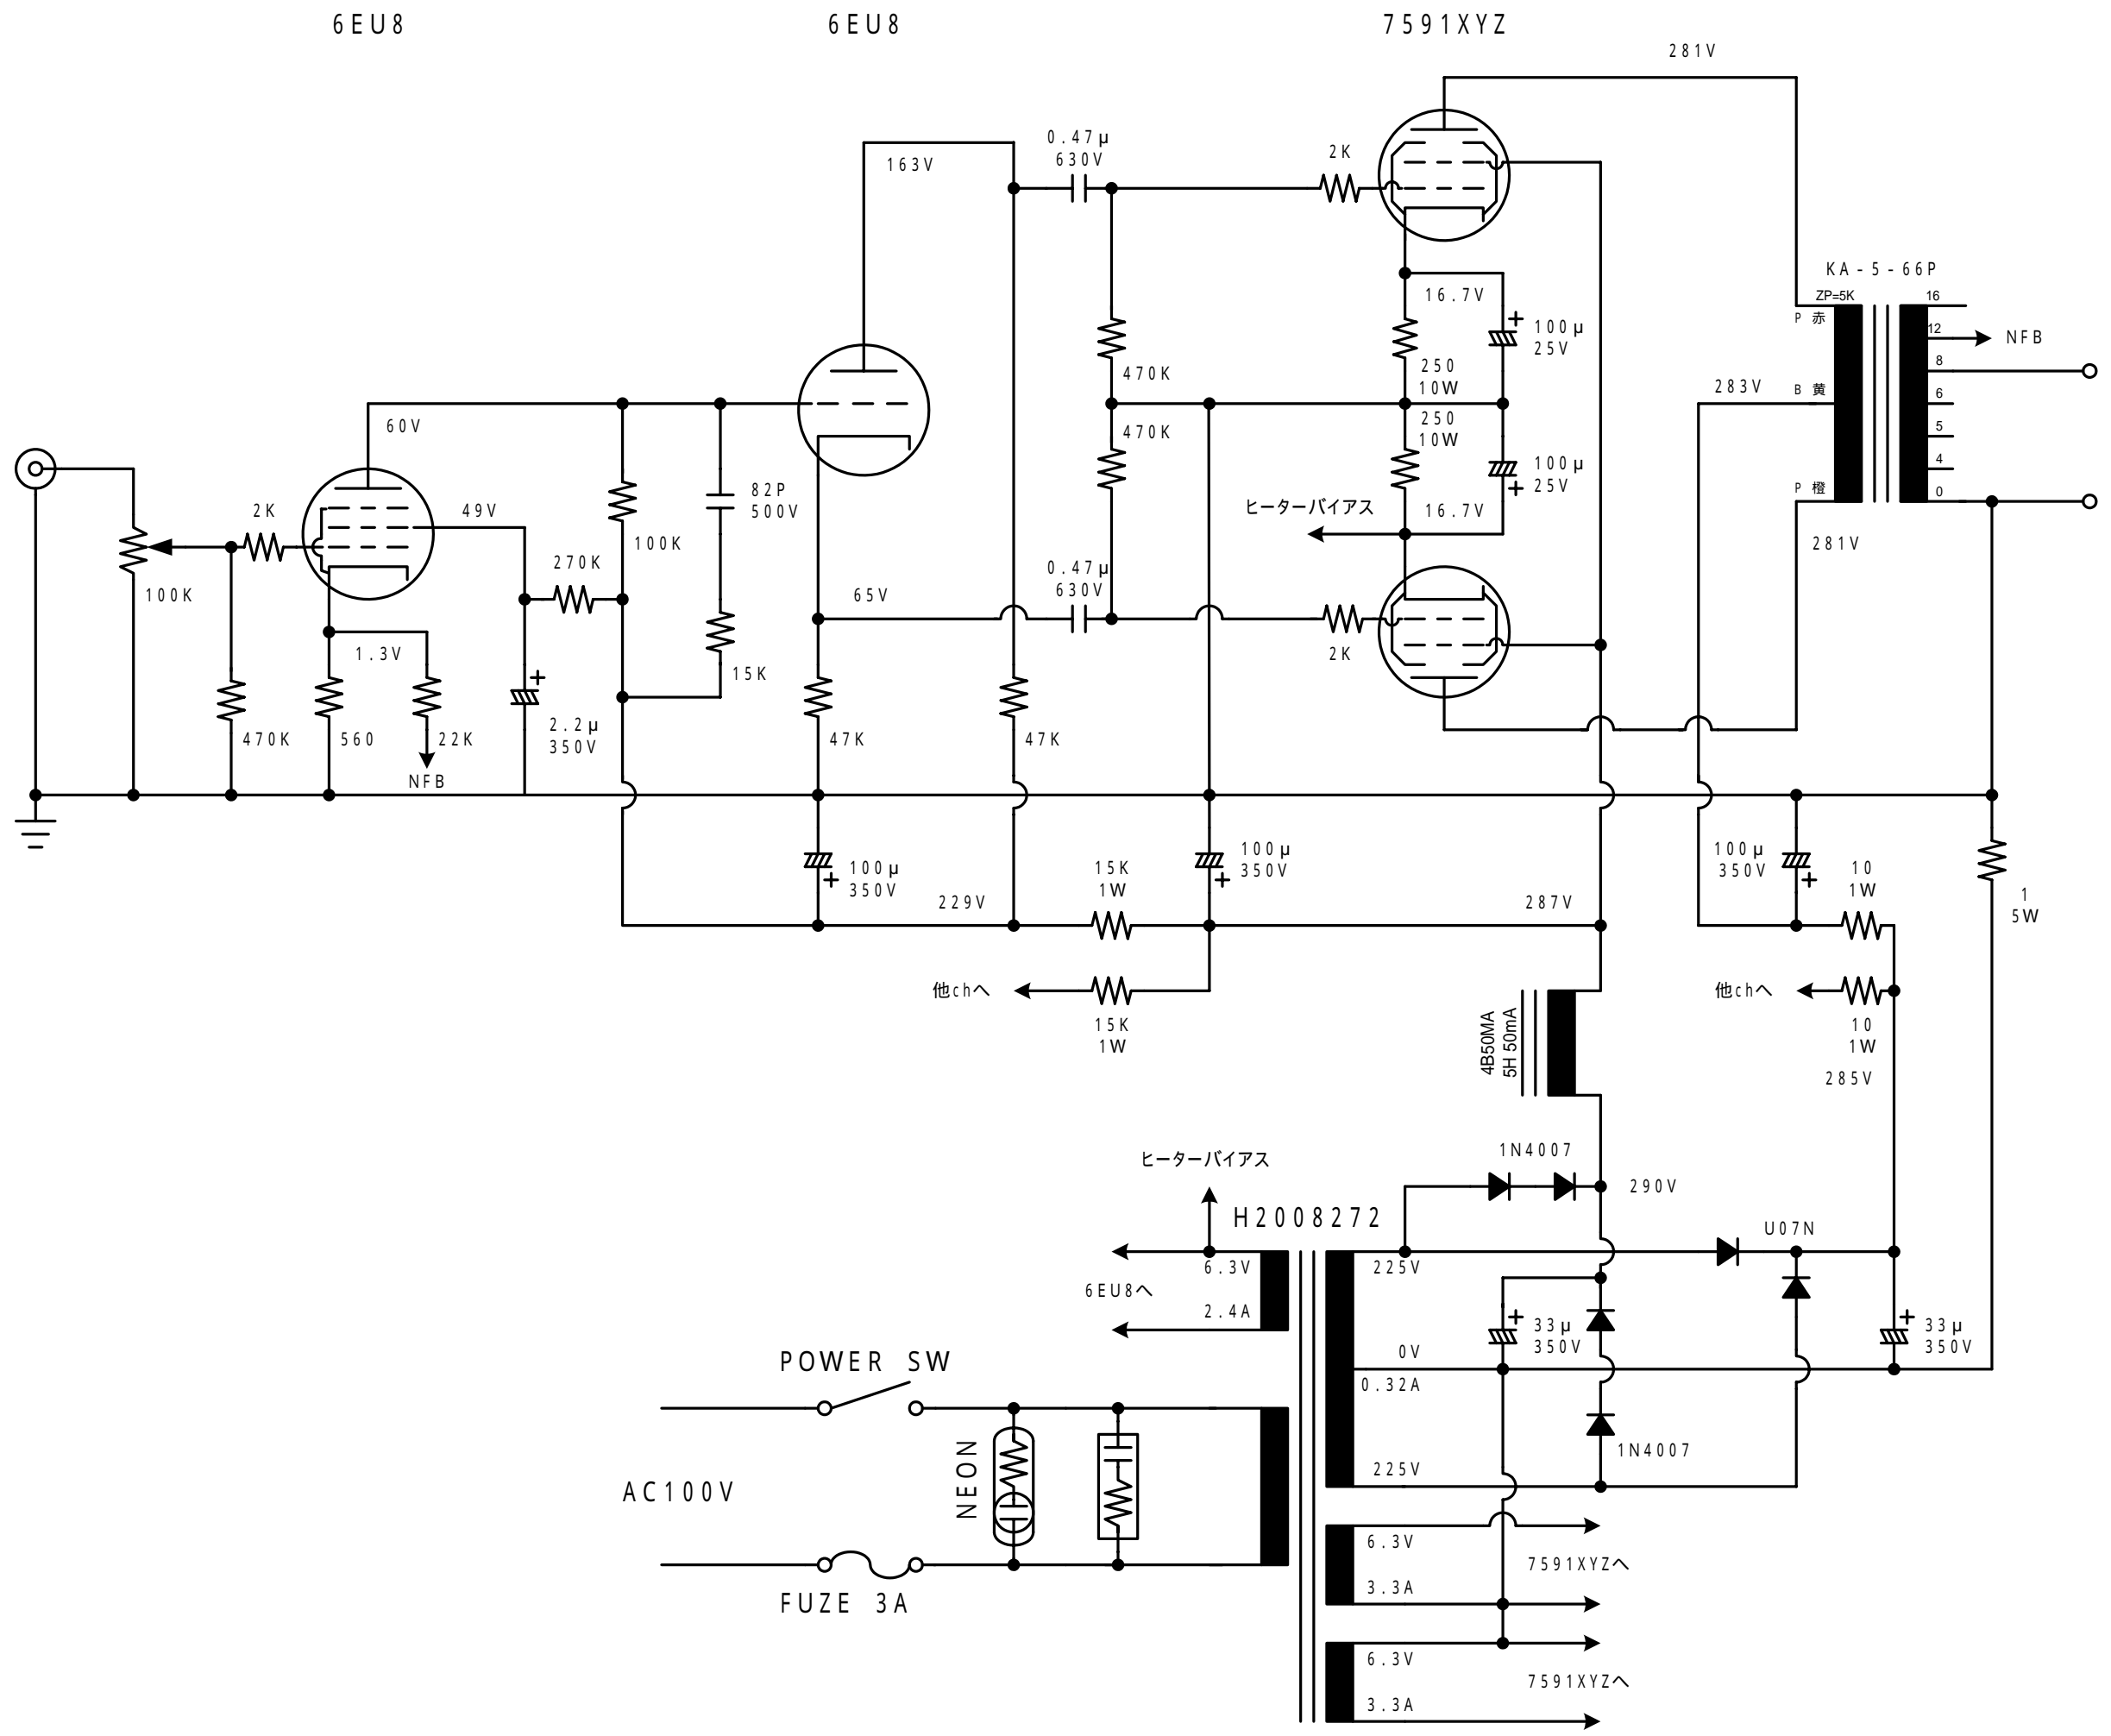 6EU8
6EU8
7591XYZ
281V
0.47μ
630V
2K
163V
KA-5-66P
ZP=5K
16
P 赤
12
NFB
8
283V
B 黄
6
5
4
P 橙
0
281V
16.7V
100μ
25V
250
10W
250
10W
100μ
25V
16.7V
ヒーターバイアス
470K
470K
60V
49V
2K
100K
82P
500V
100K
270K
0.47μ
630V
65V
2K
1.3V
15K
470K
560
22K
NFB
2.2μ
350V
47K
47K
100μ
350V
229V
15K
1W
100μ
350V
287V
100μ
350V
10
1W
1
5W
他chへ
15K
1W
他chへ
10
1W
285V
4B50MA
5H 50mA
1N4007
290V
ヒーターバイアス
H2008272
U07N
6.3V
225V
6EU8へ
2.4A
33μ
350V
33μ
350V
0V
0.32A
POWER SW
1N4007
NEON
225V
AC100V
6.3V
7591XYZへ
3.3A
FUZE 3A
6.3V
7591XYZへ
3.3A